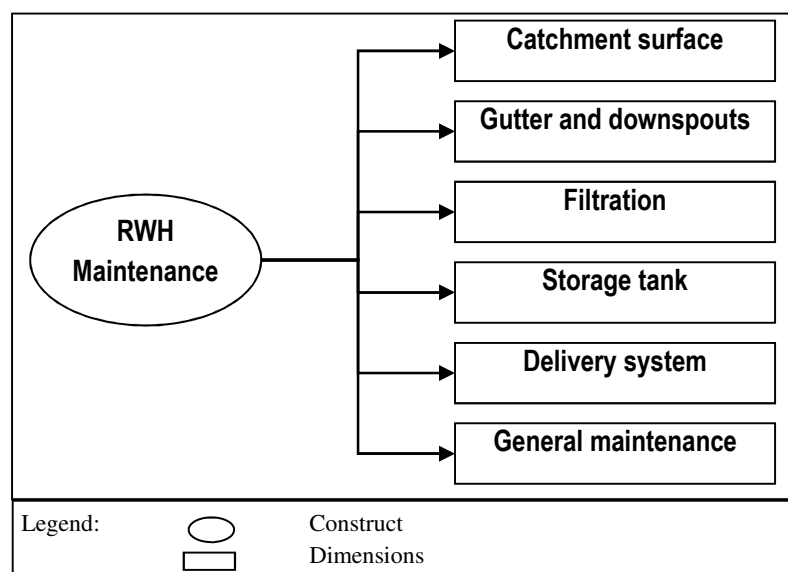 RWH
Maintenance
Catchment surface
Gutter and downspouts
Filtration
Storage tank
Delivery system
General maintenance
Legend:
Construct
Dimensions